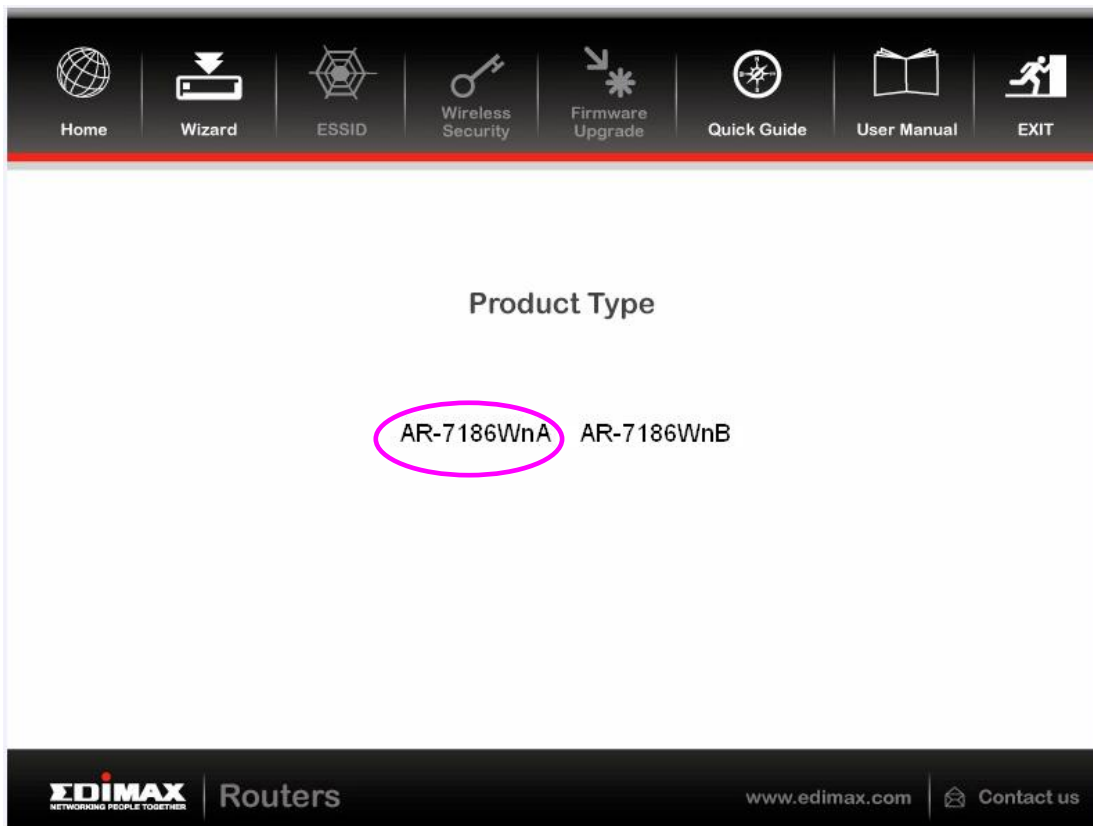 Home Wizard ESSID Wireless Security Firmware Upgrade Quick Guide User Manual EXIT
Product Type
AR-7186WnA AR-7186WnB
EDIMAX Routers www.edimax.com Contact us
NETWORKING PEOPLE TOGETHER